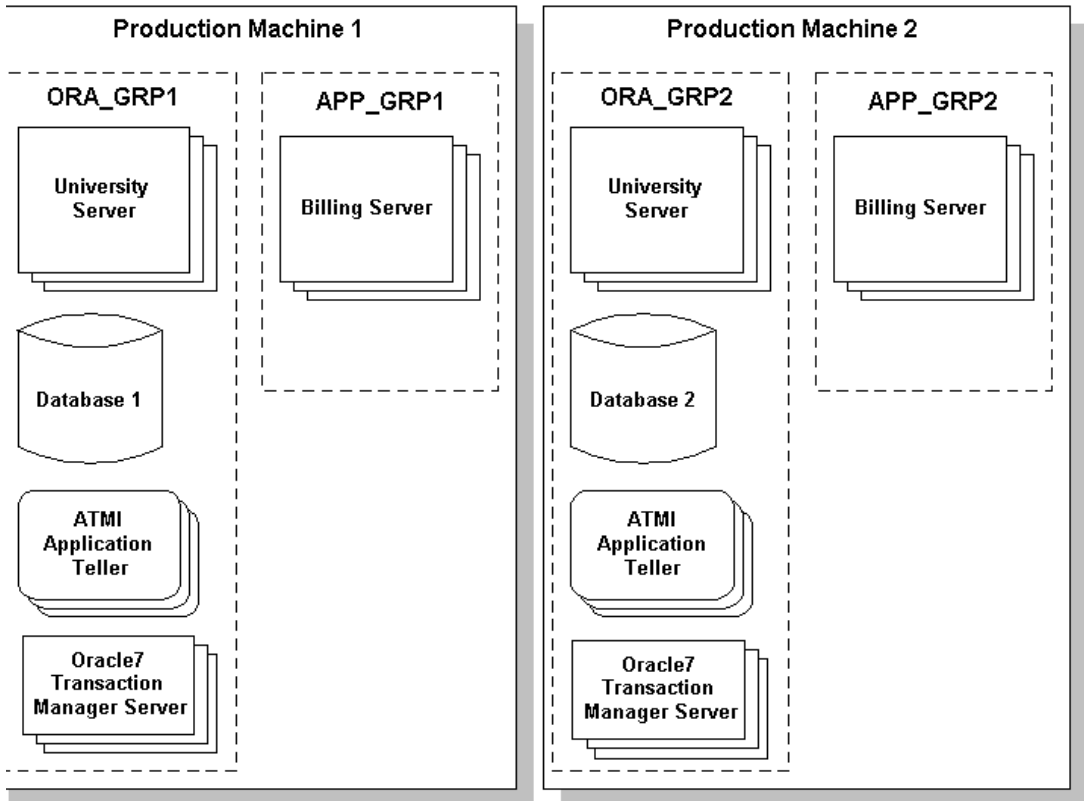 Production Machine 1
ORA_GRP1
University
Server
Database 1
ATMI
Application
Teller
Oracle7
Transaction
Manager Server
APP_GRP1
Billing Server
Production Machine 2
ORA_GRP2
University
Server
Database 2
ATMI
Application
Teller
Oracle7
Transaction
Manager Server
APP_GRP2
Billing Server